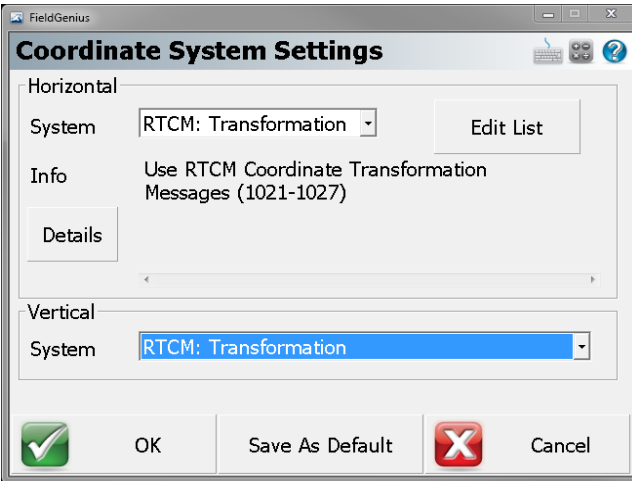 FieldGenius
Coordinate System Settings
Horizontal
System RTCM: Transformation Edit List
Info Use RTCM Coordinate Transformation
Messages (1021-1027)
Details
Vertical
System RTCM: Transformation
OK Save As Default Cancel